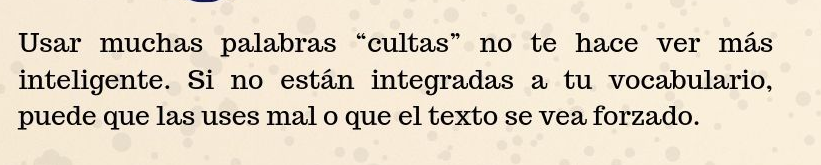 Usar muchas palabras “cultas” no te hace ver más
inteligente. Si no están integradas a tu vocabulario,
puede que las uses mal o que el texto se vea forzado.